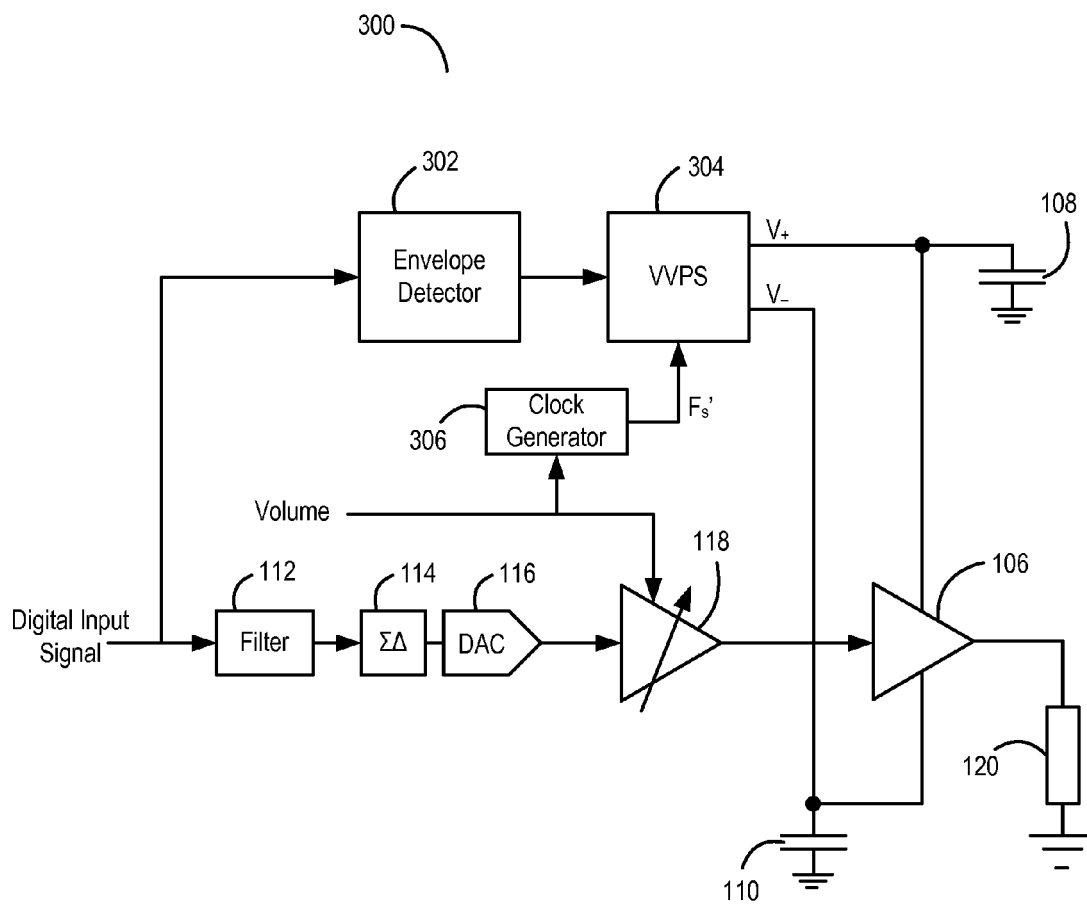 300
302
304
108
Envelope
Detector
VVPS
V₊
V₋
Clock
Generator
Fₛ'
306
Volume
118
106
112
114
116
Digital Input
Signal
Filter
ΣΔ
DAC
120
110